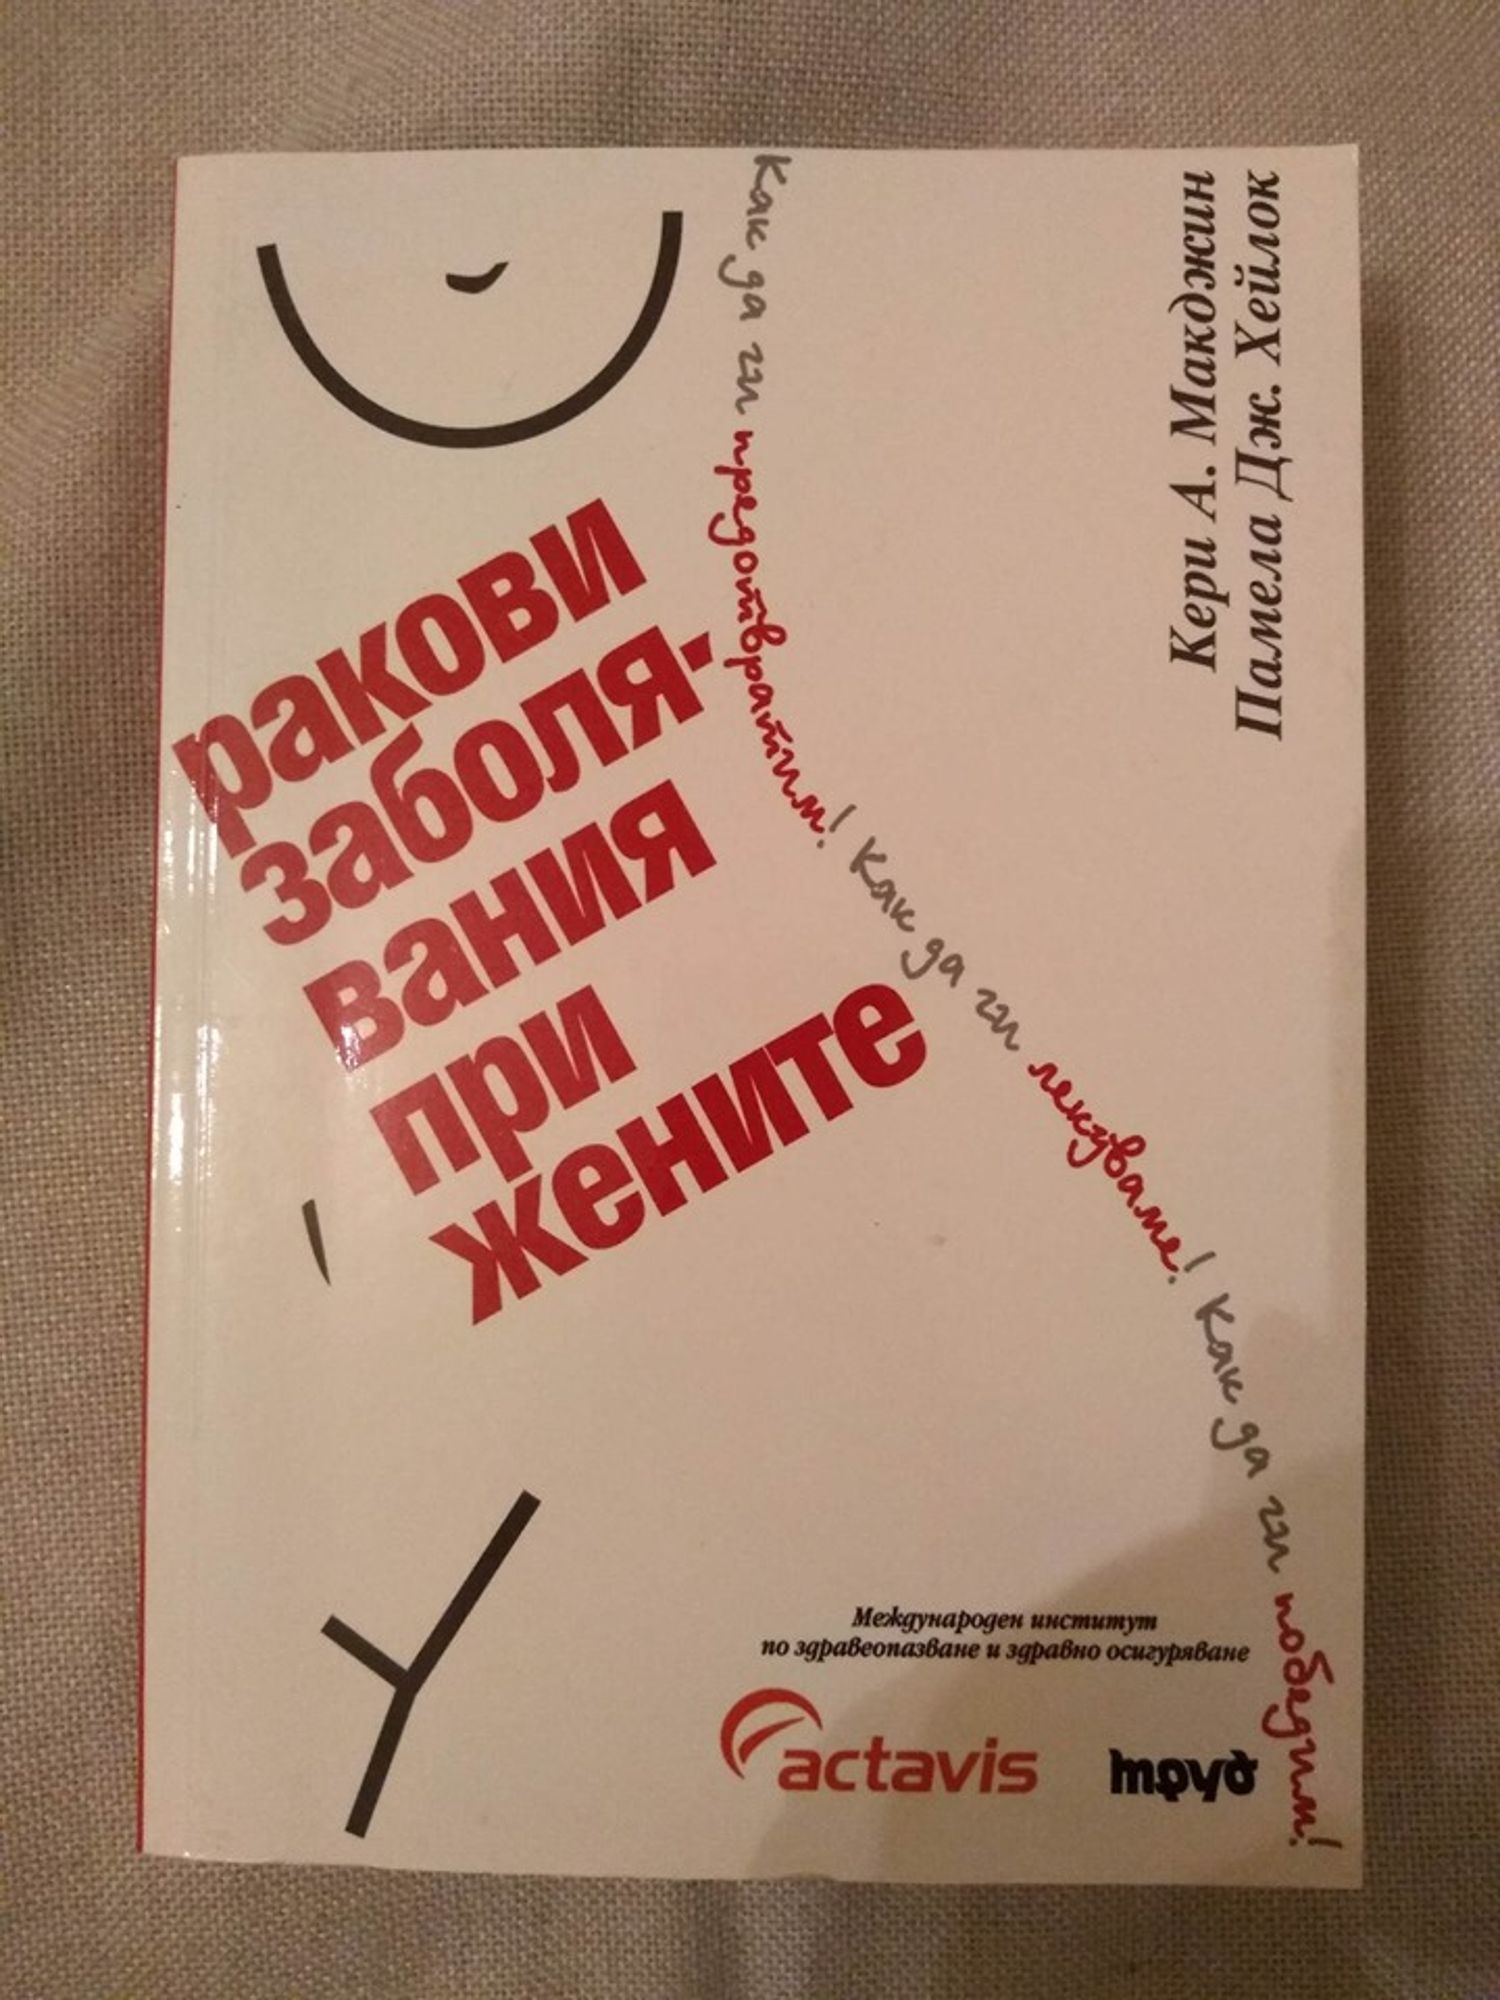 Кери А. Макджин
Памела Дж. Хейлок
ракови
заболя-
вания
при
жените
Как да ги предотвратим! Как да ги лекуваме! Как да ги победим!
Международен институт
по здравеопазване и здравно осигуряване
actavis
труд